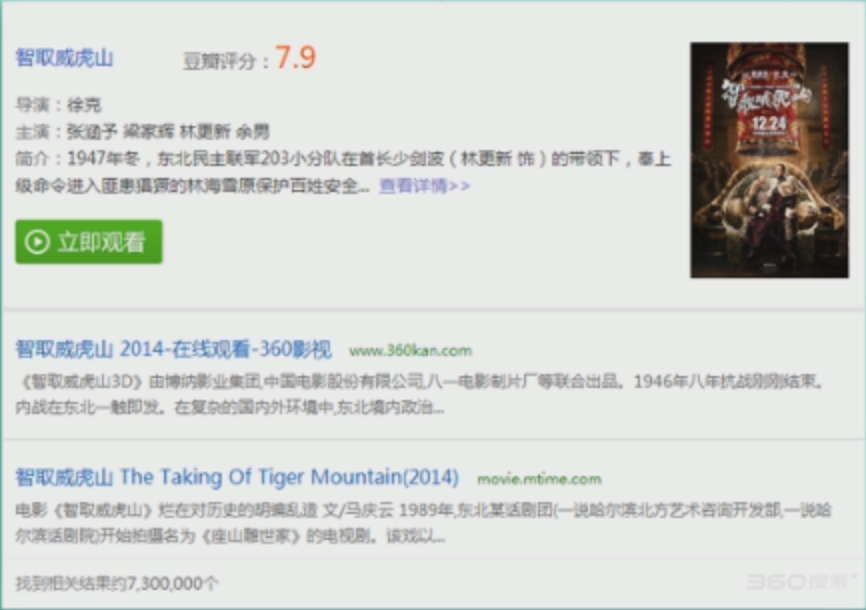 智取威虎山 豆瓣评分：7.9
导演：徐克
主演：张涵予 梁家辉 林更新 余男
简介：1947年冬，东北民主联军203小分队在首长少剑波（林更新 饰）的带领下，奉上
级命令进入匪患猖獗的林海雪原保护百姓安全... 查看详情>>
立即观看
智取威虎山
12.24
智取威虎山 2014-在线观看-360影视 www.360kan.com
《智取威虎山3D》由博纳影业集团,中国电影股份有限公司,八一电影制片厂等联合出品。1946年八年抗战刚刚结束。
内战在东北一触即发。在复杂的国内外环境中,东北境内政治...
智取威虎山 The Taking Of Tiger Mountain(2014) movie.mtime.com
电影《智取威虎山》烂在对历史的胡编乱造 文/马庆云 1989年,东北某话剧团(一说哈尔滨北方艺术咨询开发部,一说哈
尔滨话剧院)开始拍摄名为《座山雕世家》的电视剧。该戏以...
找到相关结果约7,300,000个
360搜索